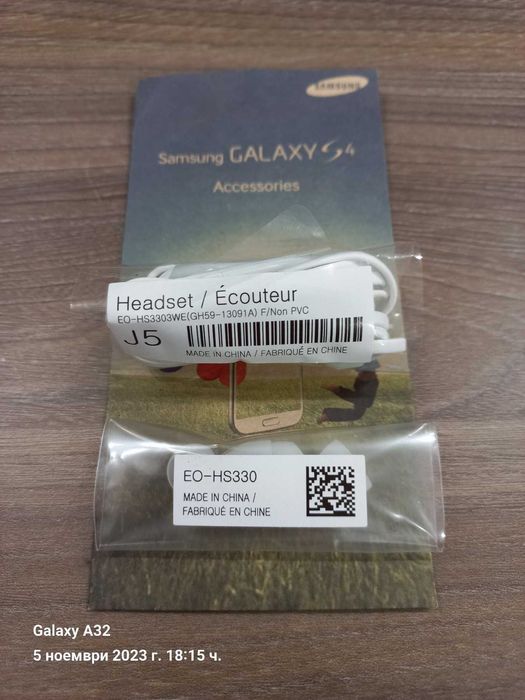 SAMSUNG
Samsung GALAXY S4
Accessories
Headset / Écouteur
EO-HS3303WE(GH59-13091A) F/Non PVC
J5
MADE IN CHINA / FABRIQUÉ EN CHINE
EO-HS330
MADE IN CHINA /
FABRIQUÉ EN CHINE
Galaxy A32
5 ноември 2023 г. 18:15 ч.